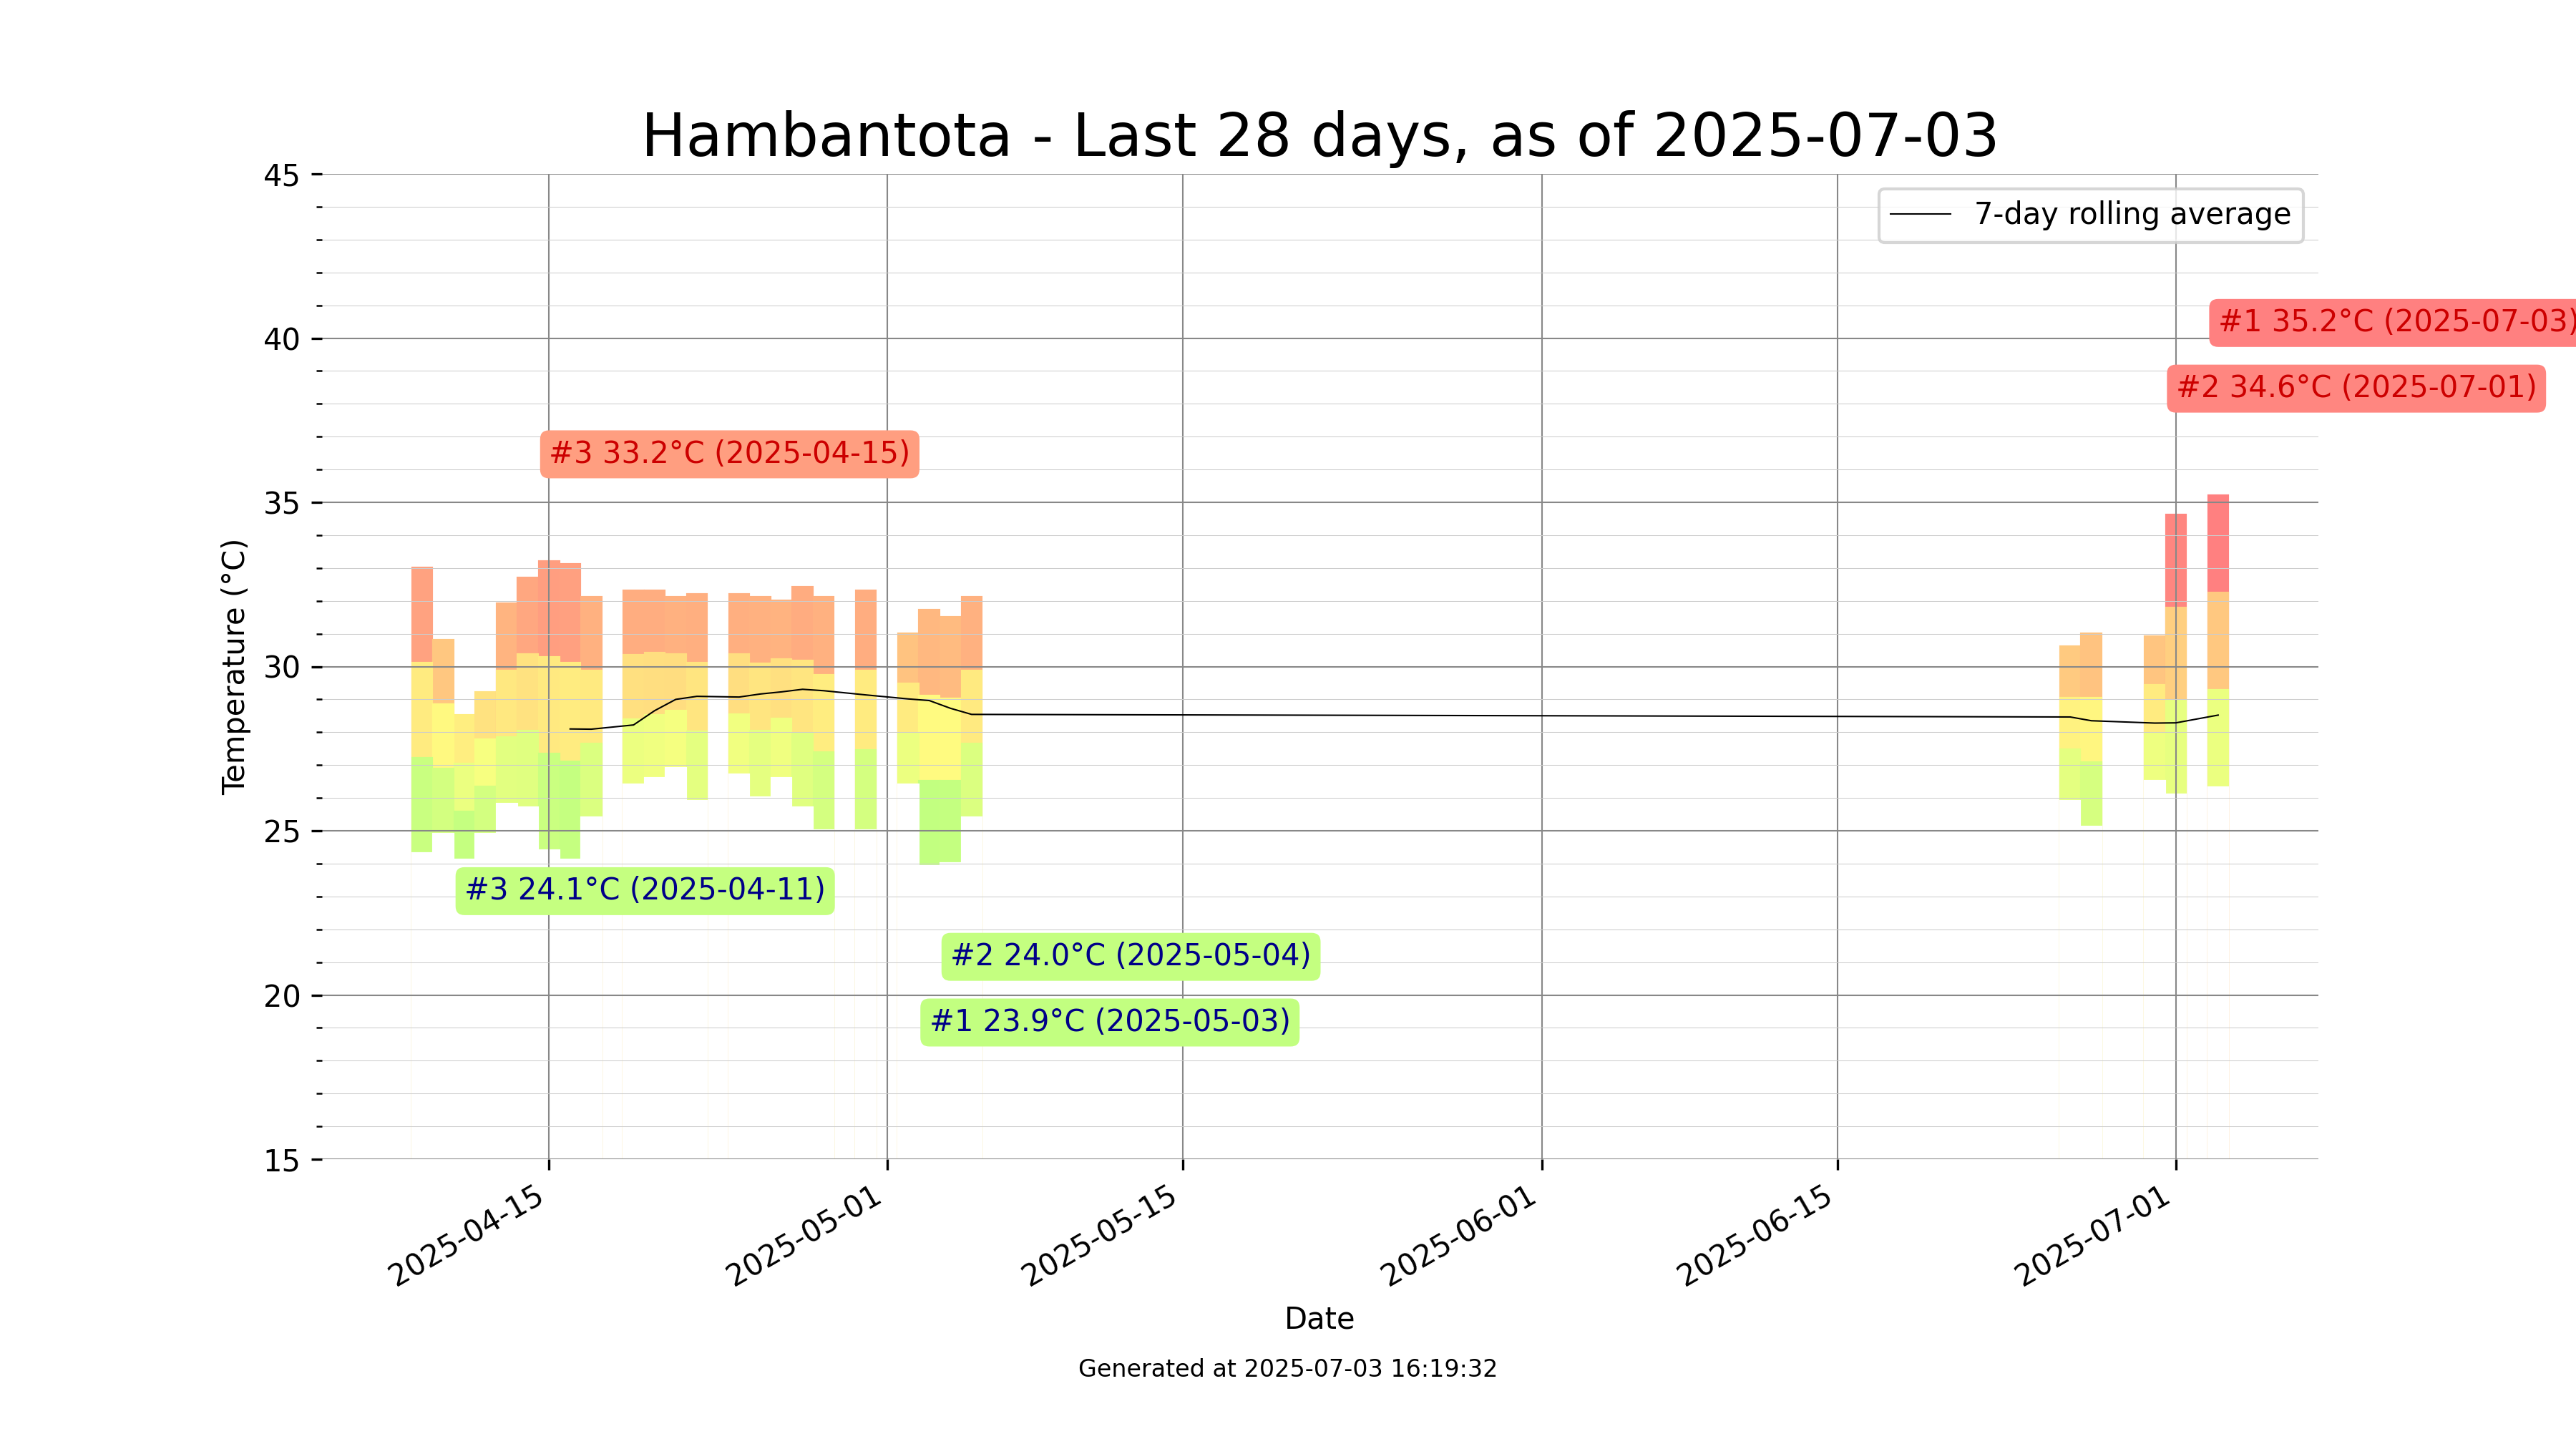 Hambantota - Last 28 days, as of 2025-07-03
45
7-day rolling average
#1 35.2°C (2025-07-03)
40
#2 34.6°C (2025-07-01)
#3 33.2°C (2025-04-15)
35
Temperature (°C)
30
25
#3 24.1°C (2025-04-11)
#2 24.0°C (2025-05-04)
20
#1 23.9°C (2025-05-03)
15
2025-04-15
2025-05-01
2025-05-15
2025-06-01
2025-06-15
2025-07-01
Date
Generated at 2025-07-03 16:19:32